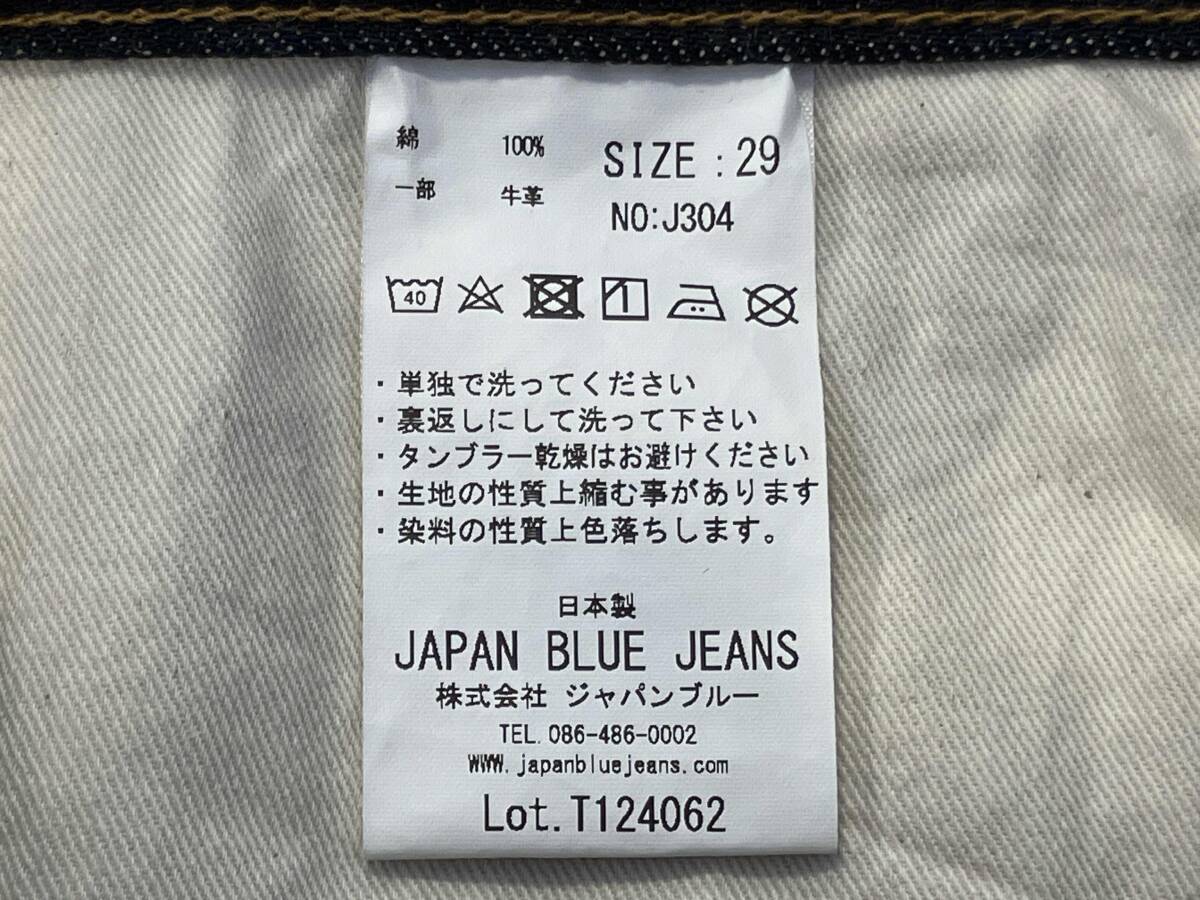 綿 100%
一部 牛革
SIZE : 29
NO:J304
40
・単独で洗ってください
・裏返しにして洗って下さい
・タンブラー乾燥はお避けください
・生地の性質上縮む事があります
・染料の性質上色落ちします。
日本製
JAPAN BLUE JEANS
株式会社 ジャパンブルー
TEL.086-486-0002
WWW.japanbluejeans.com
Lot.T124062